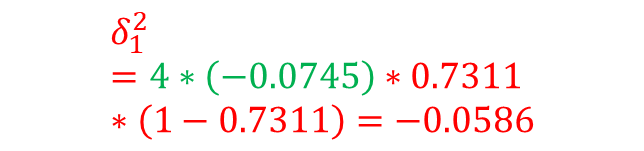 δ₁²
= 4 ∗ (−0.0745) ∗ 0.7311
∗ (1 − 0.7311) = −0.0586